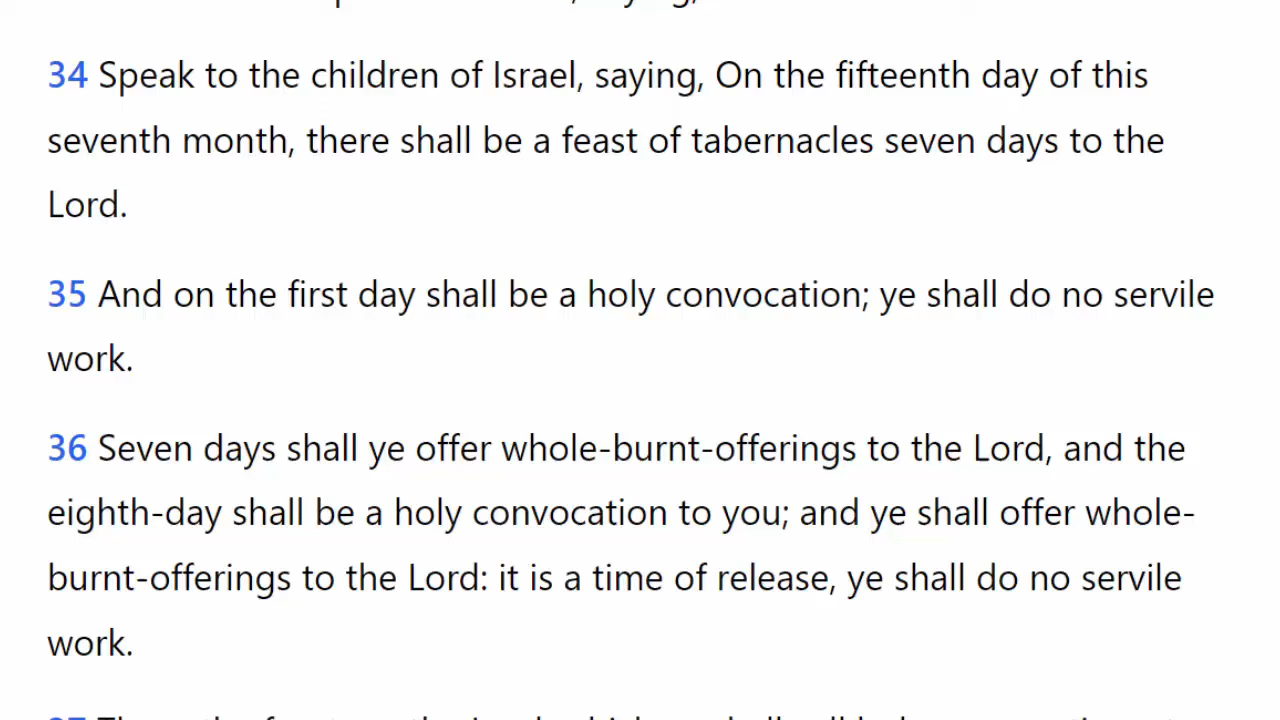 34 Speak to the children of Israel, saying, On the fifteenth day of this
seventh month, there shall be a feast of tabernacles seven days to the
Lord.
35 And on the first day shall be a holy convocation; ye shall do no servile
work.
36 Seven days shall ye offer whole-burnt-offerings to the Lord, and the
eighth-day shall be a holy convocation to you; and ye shall offer whole-
burnt-offerings to the Lord: it is a time of release, ye shall do no servile
work.